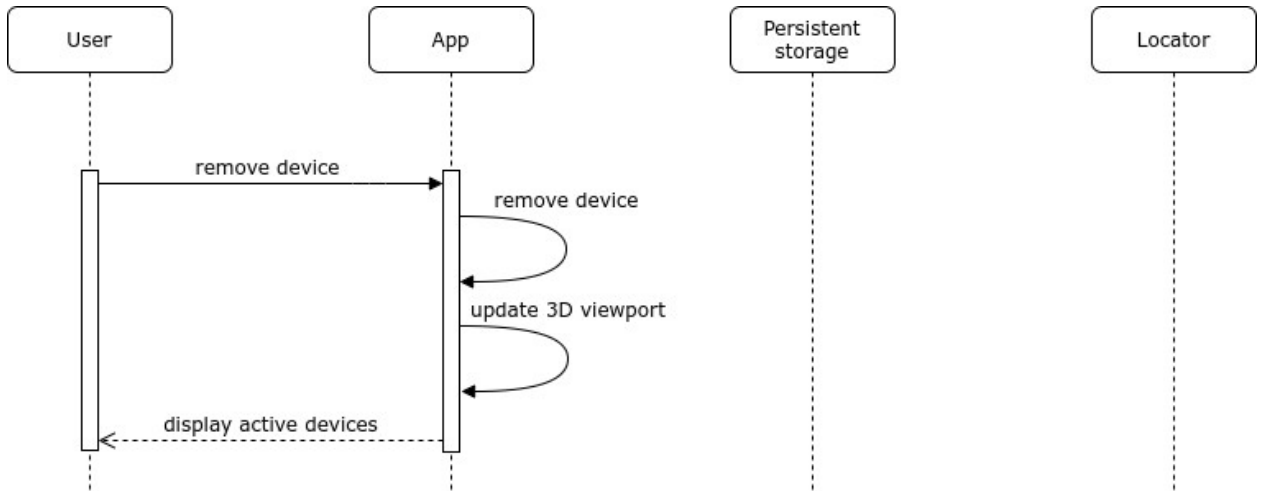 User
App
Persistent
storage
Locator
remove device
remove device
update 3D viewport
display active devices